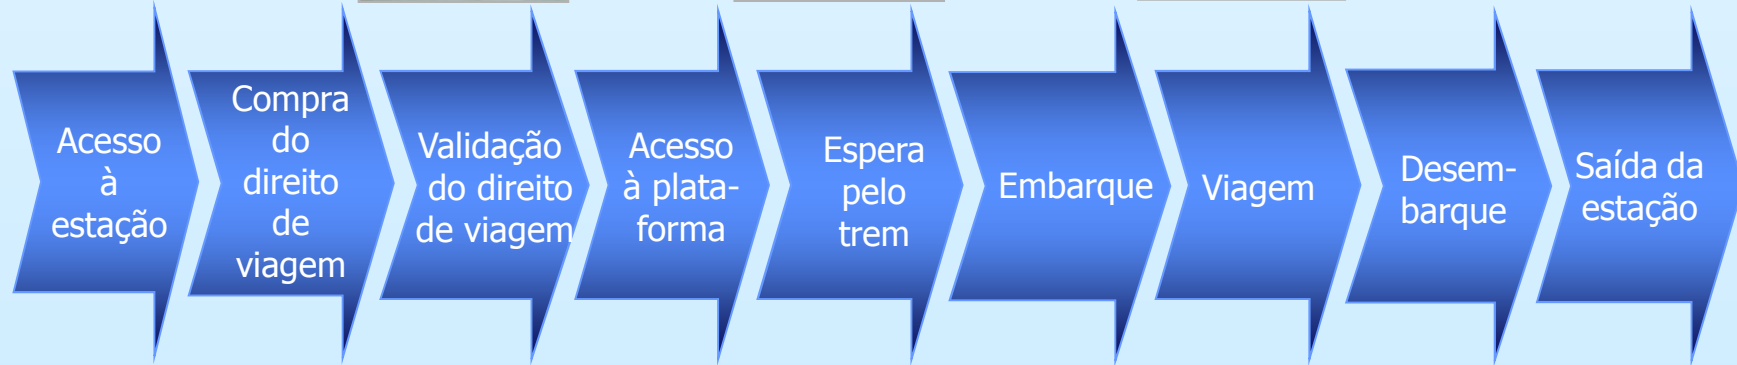 Acesso
à
estação
Compra
do
direito
de
viagem
Validação
do direito
de viagem
Acesso
à plata-
forma
Espera
pelo
trem
Embarque
Viagem
Desem-
barque
Saída da
estação